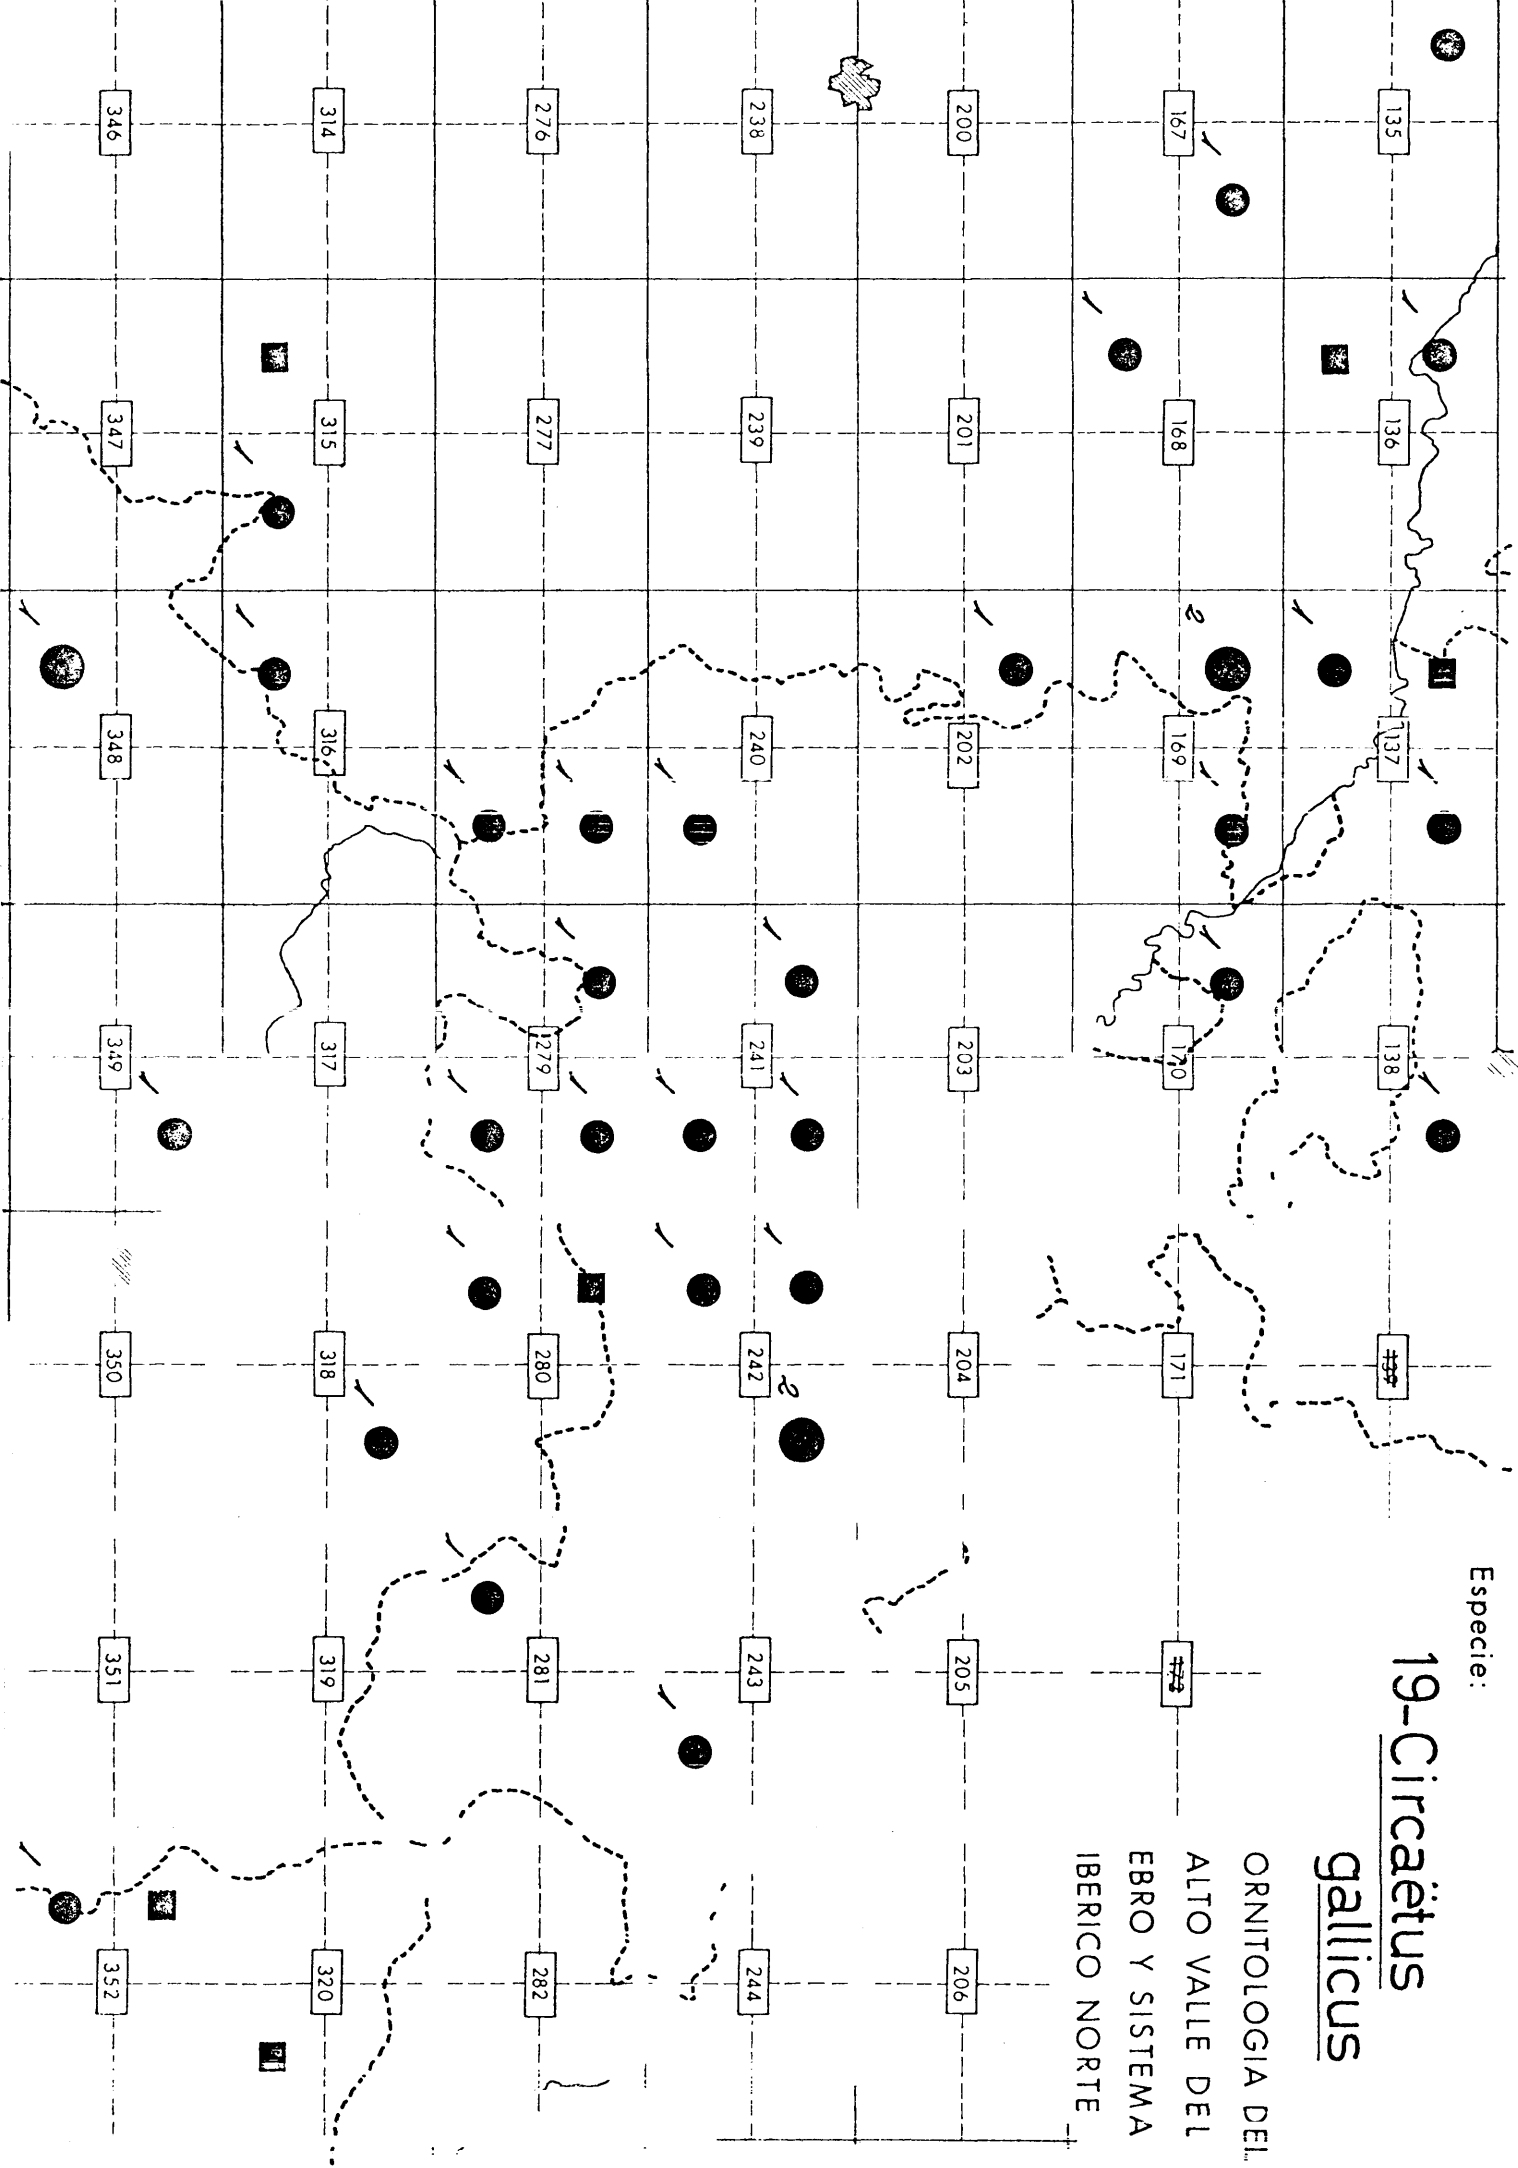 Especie:
19-Circaëtus
gallicus
ORNITOLOGIA DEL
ALTO VALLE DEL
EBRO Y SISTEMA
IBERICO NORTE
135 136 137 138 139
167 168 169 170 171 172
2
200 201 202 203 204 205 206
238 239 240 241 242 243 244
2
276 277 279 280 281 282
314 315 316 317 318 319 320
346 347 348 349 350 351 352